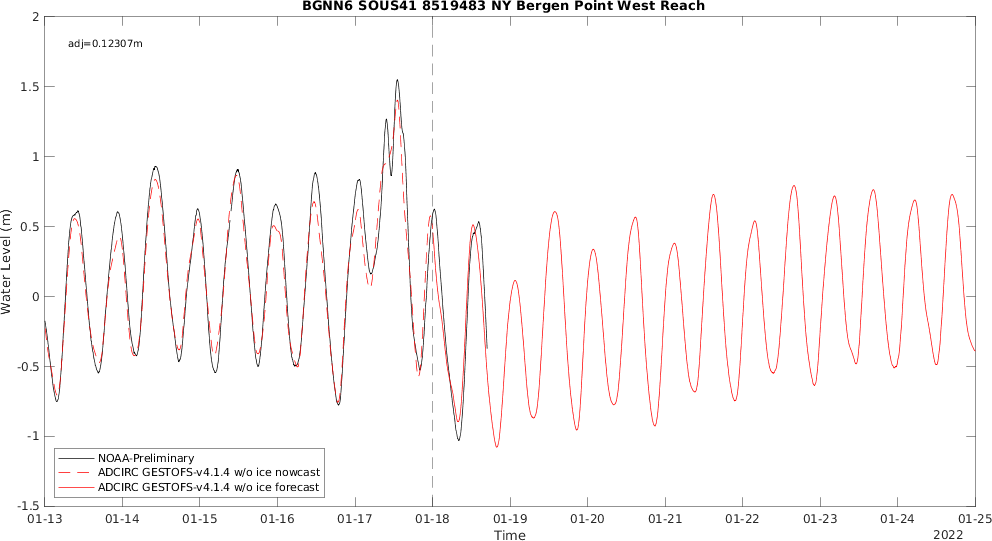 BGNN6 SOUS41 8519483 NY Bergen Point West Reach
adj=0.12307m
Water Level (m)
2
1.5
1
0.5
0
-0.5
-1
-1.5
NOAA-Preliminary
ADCIRC GESTOFS-v4.1.4 w/o ice nowcast
ADCIRC GESTOFS-v4.1.4 w/o ice forecast
01-13 01-14 01-15 01-16 01-17 01-18 01-19 01-20 01-21 01-22 01-23 01-24 01-25
Time
2022